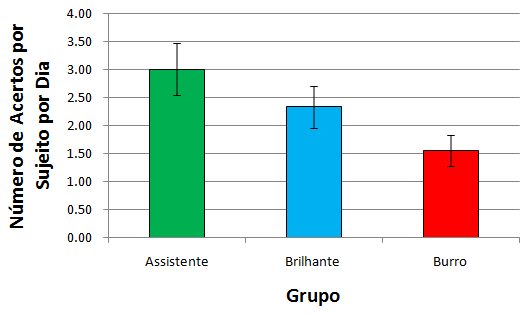 4.00
3.50
3.00
2.50
2.00
1.50
1.00
0.50
0.00
Número de Acertos por
Sujeito por Dia
Assistente
Brilhante
Burro
Grupo